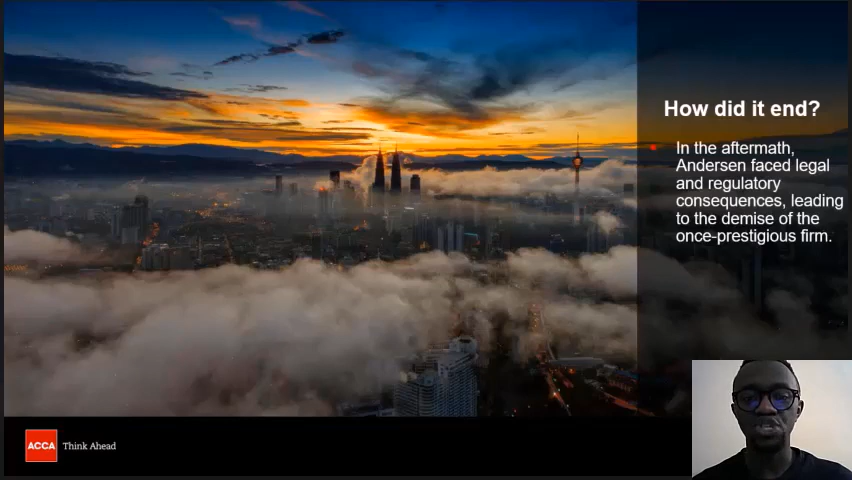 How did it end?
In the aftermath,
Andersen faced legal
and regulatory
consequences, leading
to the demise of the
once-prestigious firm.
ACCA Think Ahead